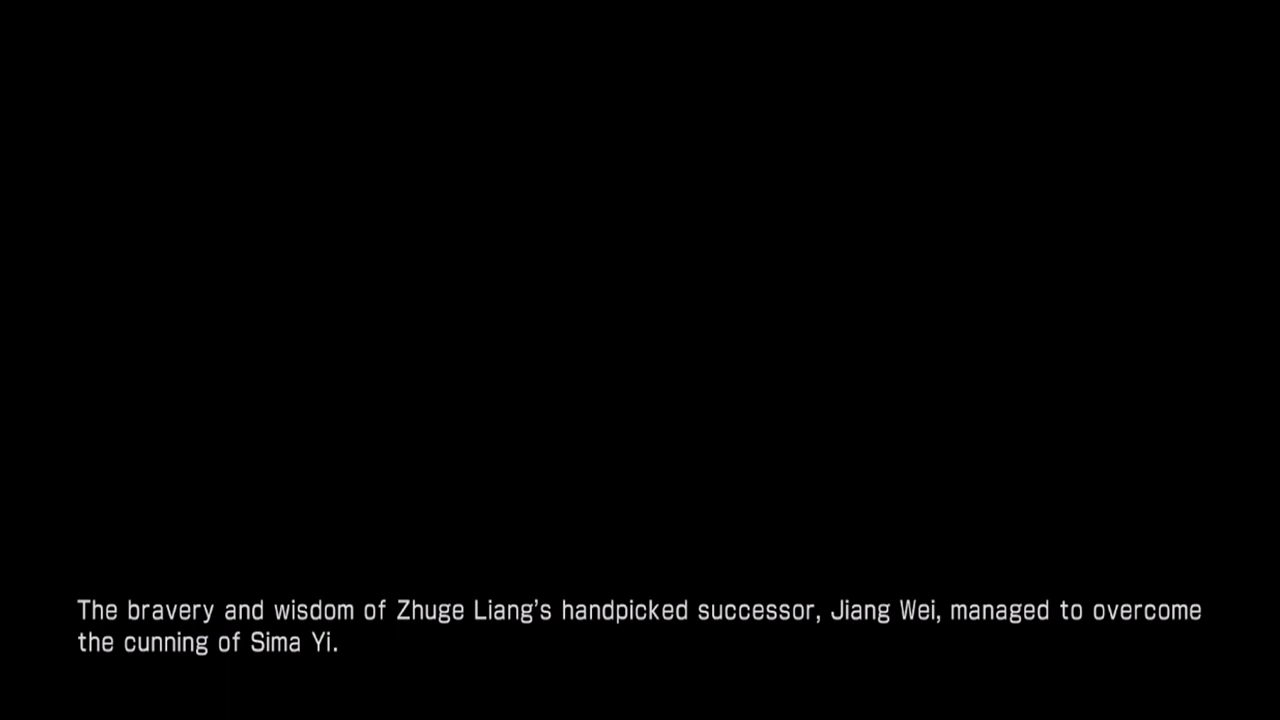 The bravery and wisdom of Zhuge Liang’s handpicked successor, Jiang Wei, managed to overcome
the cunning of Sima Yi.